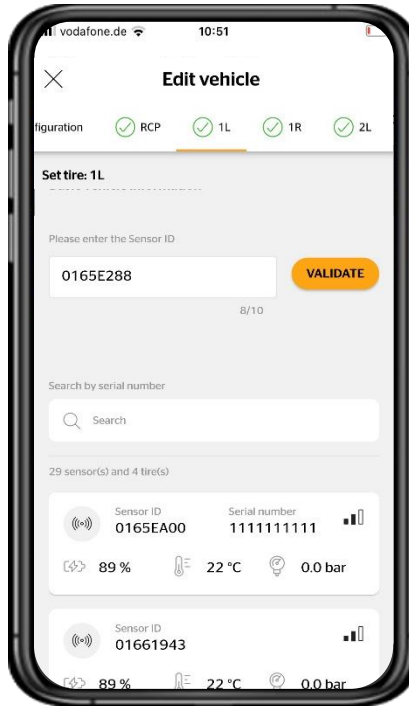 vodafone.de 10:51
Edit vehicle
figuration RCP 1L 1R 2L
Set tire: 1L
Please enter the Sensor ID
0165E288 VALIDATE
8/10
Search by serial number
Search
29 sensor(s) and 4 tire(s)
Sensor ID Serial number
0165EA00 1111111111
89 % 22 °C 0.0 bar
Sensor ID
01661943
89 % 22 °C 0.0 bar